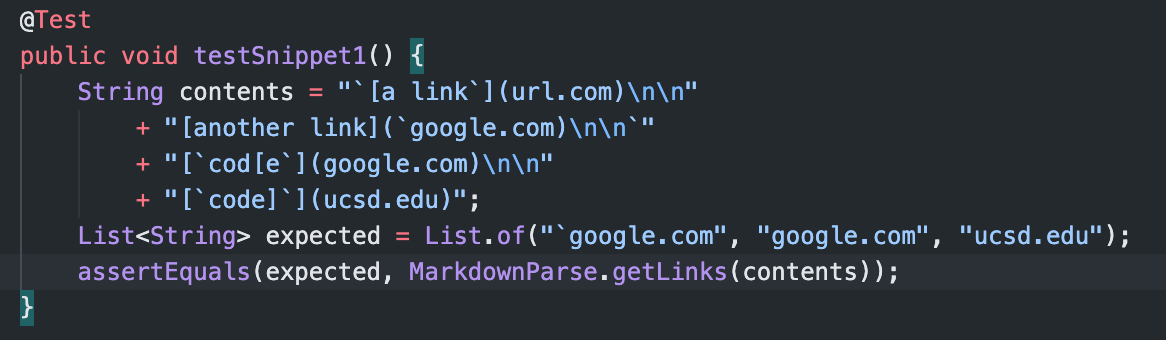 @Test
public void testSnippet1() {
    String contents = "`[a link`](url.com)\n\n"
        + "[another link](`google.com)\n\n`"
        + "[`cod[e`](google.com)\n\n"
        + "[`code]`](ucsd.edu)";
    List<String> expected = List.of("`google.com", "google.com", "ucsd.edu");
    assertEquals(expected, MarkdownParse.getLinks(contents));
}